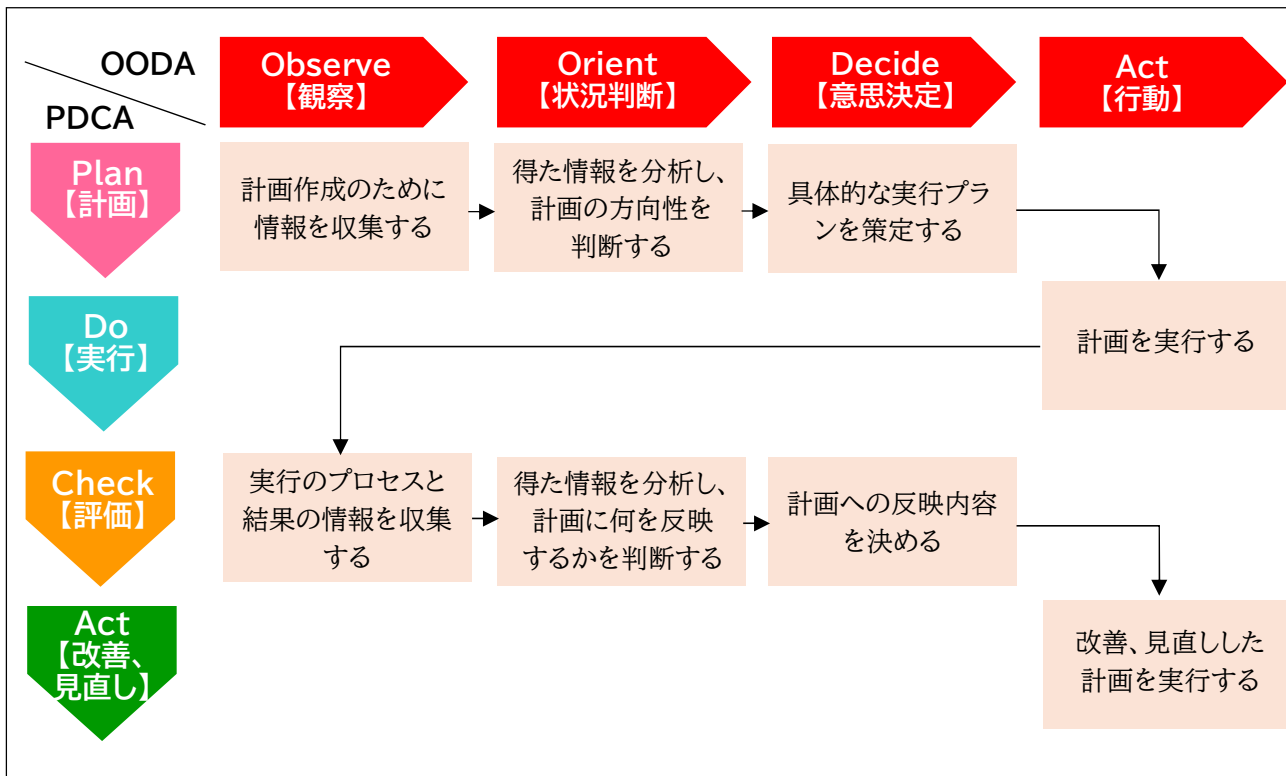 OODA
PDCA
Observe
【観察】
Orient
【状況判断】
Decide
【意思決定】
Act
【行動】
Plan
【計画】
計画作成のために
情報を収集する
得た情報を分析し、
計画の方向性を
判断する
具体的な実行プラ
ンを策定する
Do
【実行】
計画を実行する
Check
【評価】
実行のプロセスと
結果の情報を収集
する
得た情報を分析し、
計画に何を反映
するかを判断する
計画への反映内容
を決める
Act
【改善、
見直し】
改善、見直しした
計画を実行する